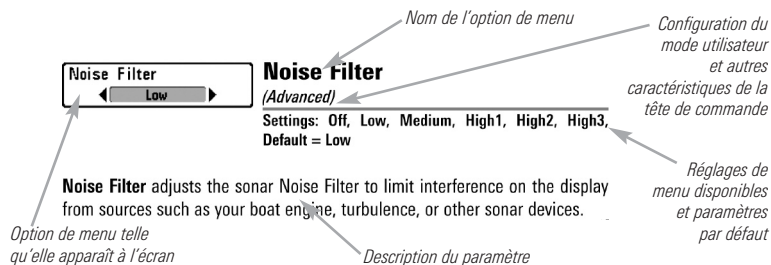 Nom de l'option de menu
Configuration du
mode utilisateur
et autres
caractéristiques de la
tête de commande
Noise Filter
Low
Noise Filter
(Advanced)
Settings: Off, Low, Medium, High1, High2, High3,
Default = Low
Réglages de
menu disponibles
et paramètres
par défaut
Noise Filter adjusts the sonar Noise Filter to limit interference on the display
from sources such as your boat engine, turbulence, or other sonar devices.
Option de menu telle
qu'elle apparaît à l'écran
Description du paramètre